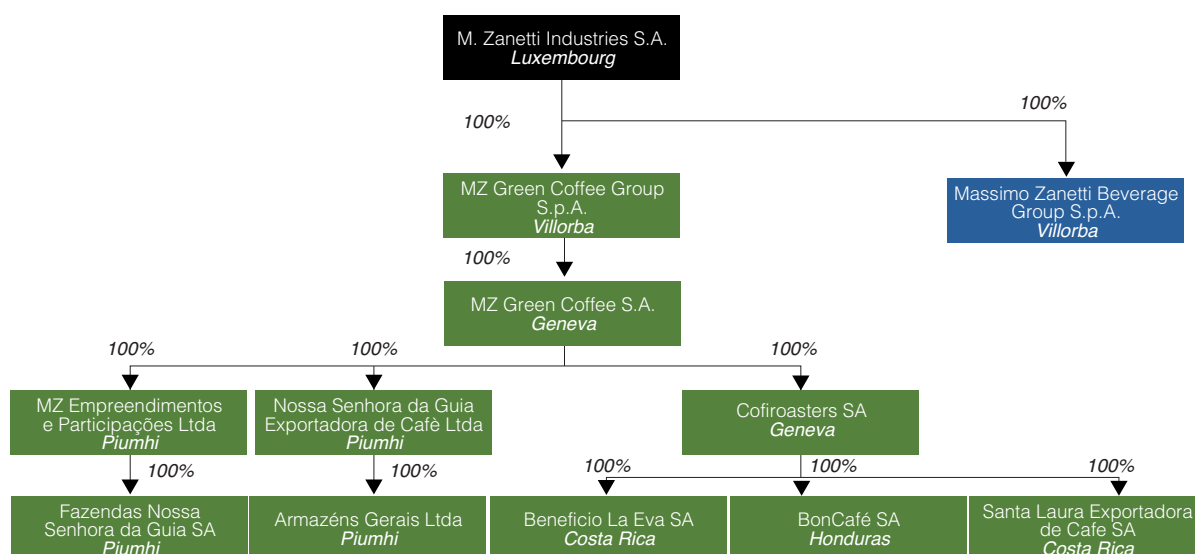 M. Zanetti Industries S.A.
Luxembourg
100%
100%
MZ Green Coffee Group
S.p.A.
Villorba
Massimo Zanetti Beverage
Group S.p.A.
Villorba
100%
MZ Green Coffee S.A.
Geneva
100%
100%
100%
MZ Empreendimentos
e Participações Ltda
Piumhi
Nossa Senhora da Guia
Exportadora de Cafè Ltda
Piumhi
Cofiroasters SA
Geneva
100%
100%
100%
100%
100%
Fazendas Nossa
Senhora da Guia SA
Piumhi
Armazéns Gerais Ltda
Piumhi
Beneficio La Eva SA
Costa Rica
BonCafé SA
Honduras
Santa Laura Exportadora
de Cafe SA
Costa Rica